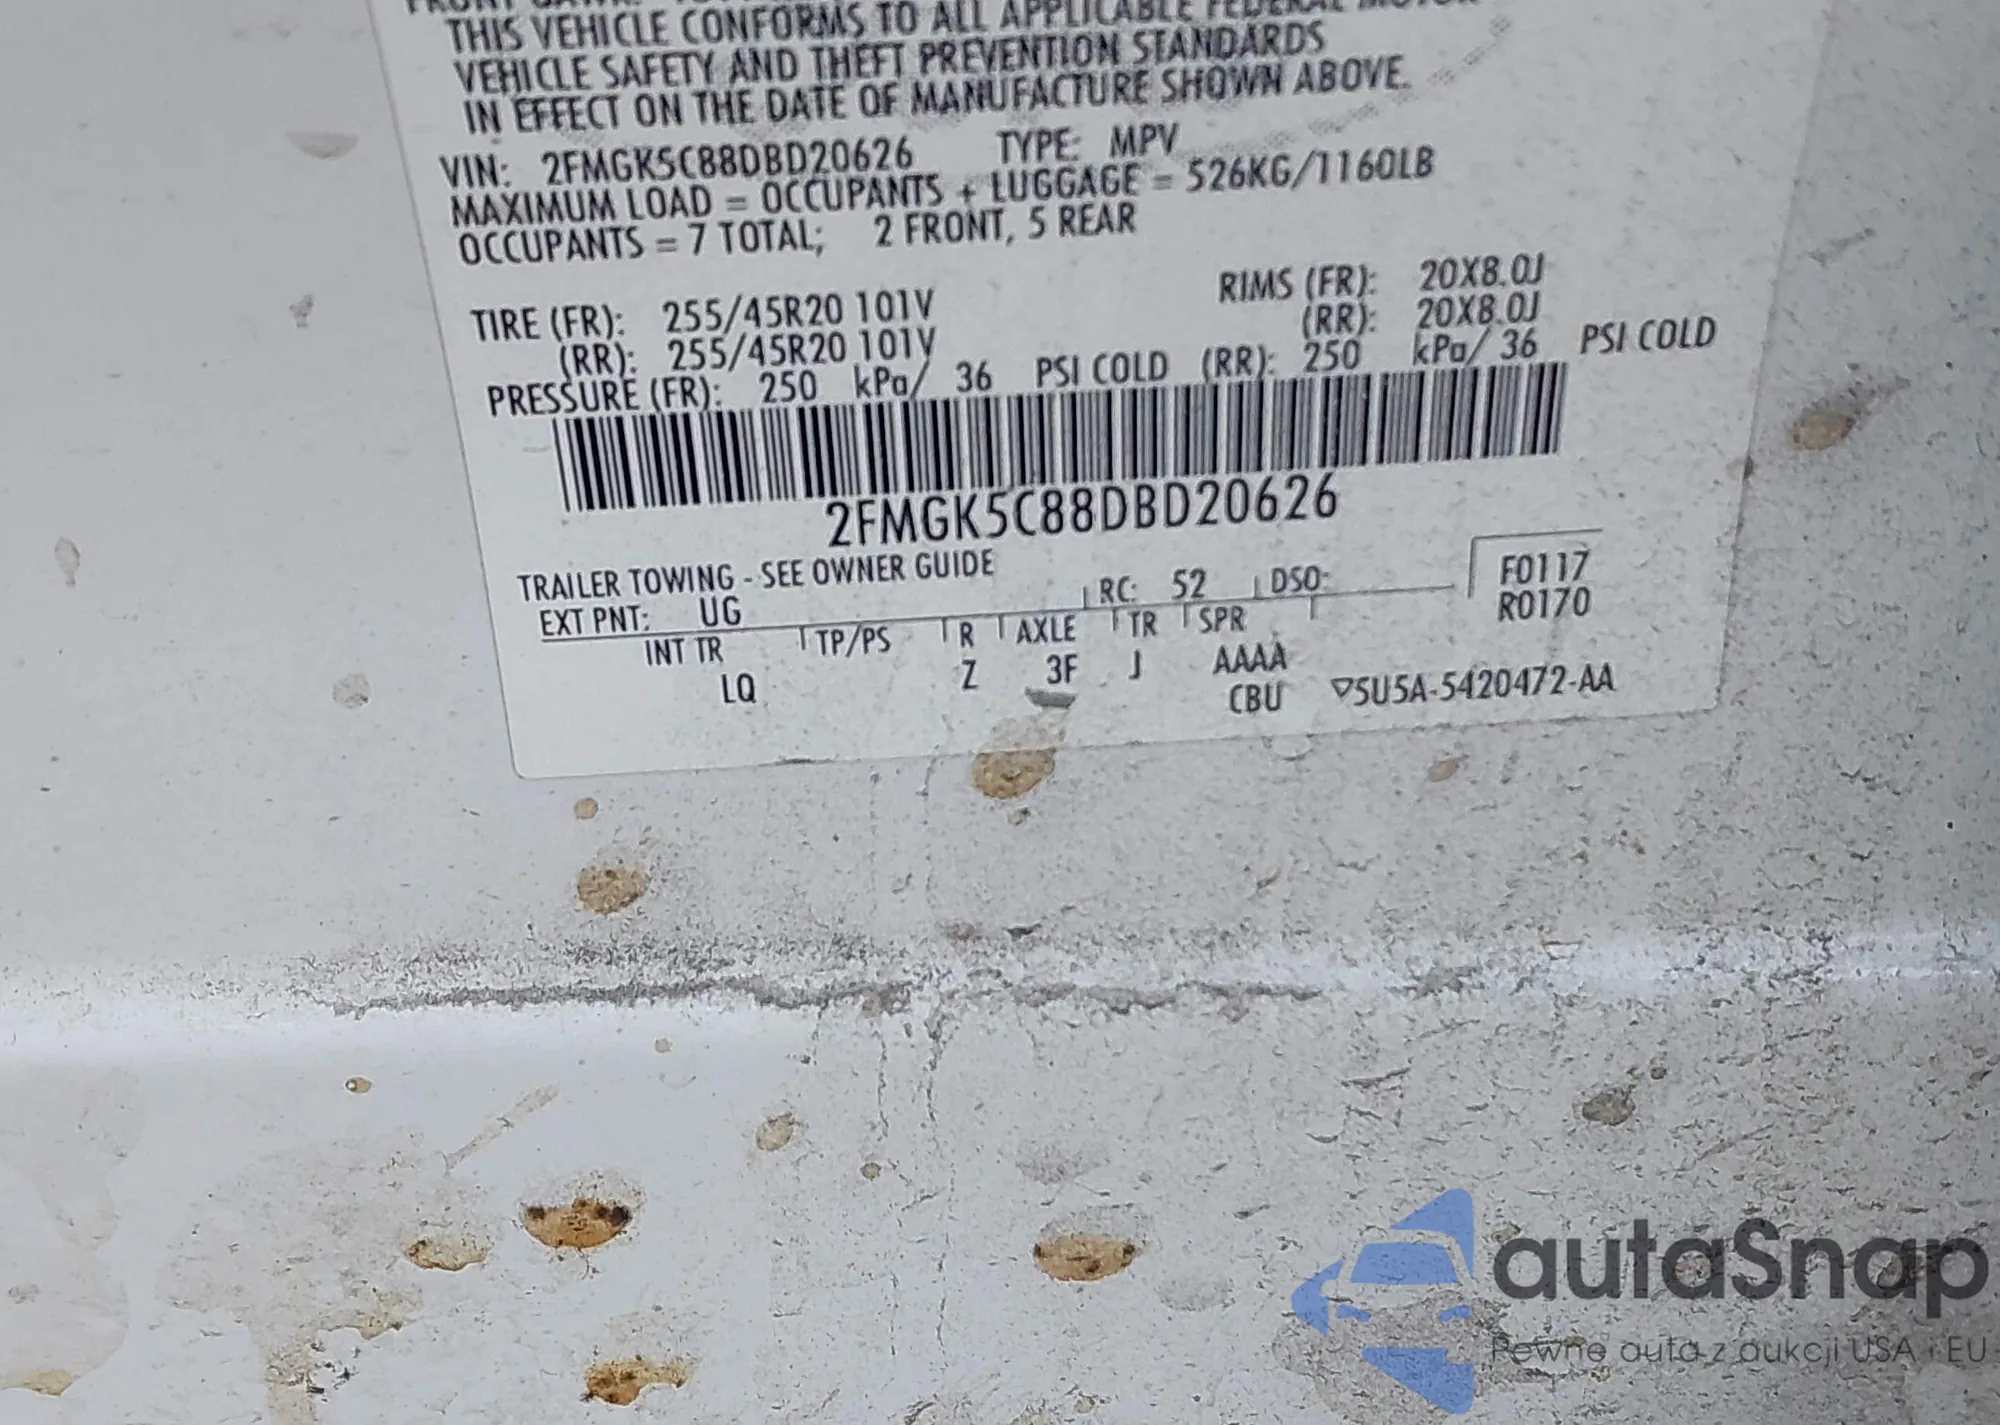 THIS VEHICLE CONFORMS TO ALL APPLICABLE FEDERAL MOTOR
VEHICLE SAFETY AND THEFT PREVENTION STANDARDS
IN EFFECT ON THE DATE OF MANUFACTURE SHOWN ABOVE.
VIN: 2FMGK5C88DBD20626 TYPE: MPV
MAXIMUM LOAD = OCCUPANTS + LUGGAGE = 526KG/1160LB
OCCUPANTS = 7 TOTAL; 2 FRONT, 5 REAR
TIRE (FR): 255/45R20 101V RIMS (FR): 20X8.0J
(RR): 255/45R20 101V (RR): 20X8.0J
PRESSURE (FR): 250 kPa/ 36 PSI COLD (RR): 250 kPa/ 36 PSI COLD
2FMGK5C88DBD20626
TRAILER TOWING - SEE OWNER GUIDE
EXT PNT: UG RC: 52 DSO: F0117
R0170
INT TR TP/PS R AXLE TR SPR
LQ Z 3F J AAAA
CBU ▽5U5A-5420472-AA
autaSnap
Pewne auta z aukcji USA i EU